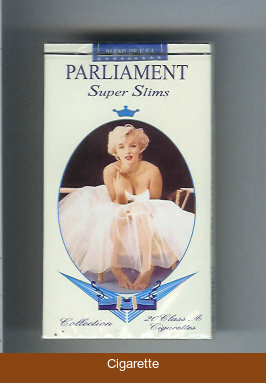 BLEND OF U.S.A.
PARLIAMENT
Super Slims
Collection
20 Class A
Cigarettes
Cigarette